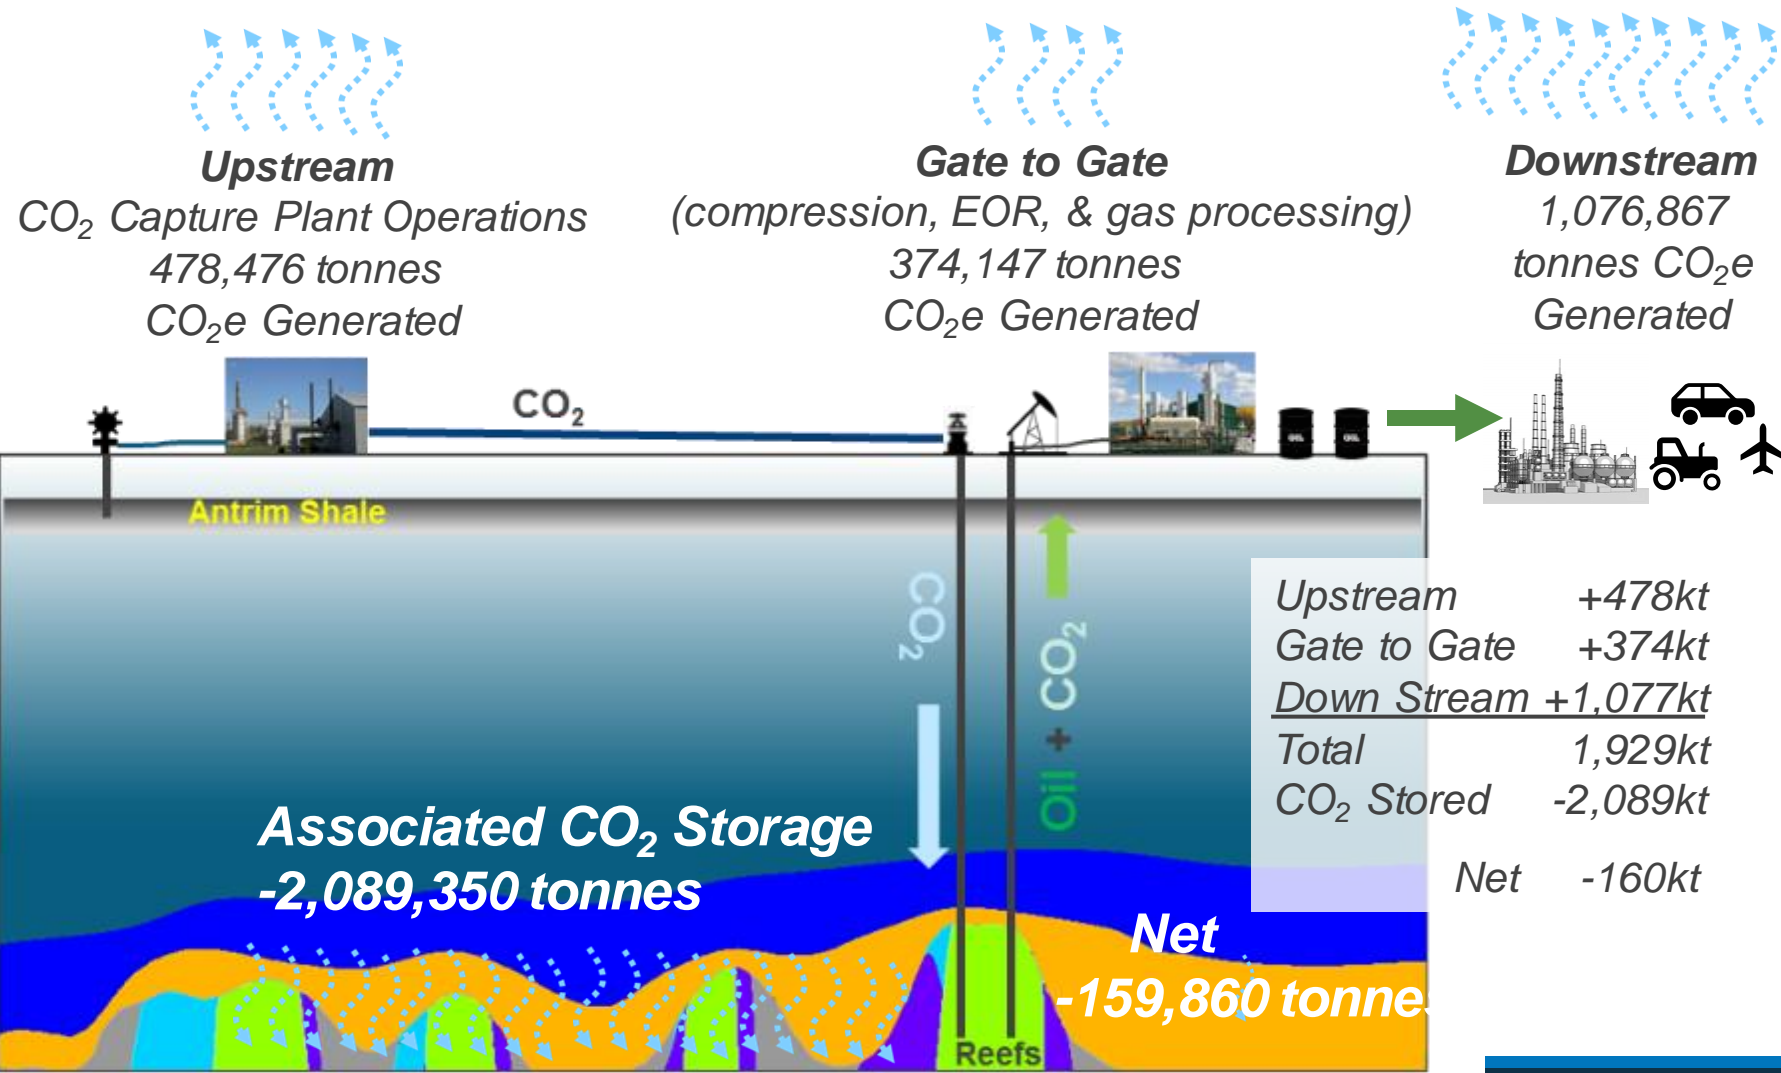 Upstream
CO₂ Capture Plant Operations
478,476 tonnes
CO₂e Generated
Gate to Gate
(compression, EOR, & gas processing)
374,147 tonnes
CO₂e Generated
Downstream
1,076,867
tonnes CO₂e
Generated
CO₂
OIL
OIL
Antrim Shale
CO₂
Oil + CO₂
Upstream +478kt
Gate to Gate +374kt
Down Stream +1,077kt
Total 1,929kt
CO₂ Stored -2,089kt
Net -160kt
Associated CO₂ Storage
-2,089,350 tonnes
Net
-159,860 tonnes
Reefs